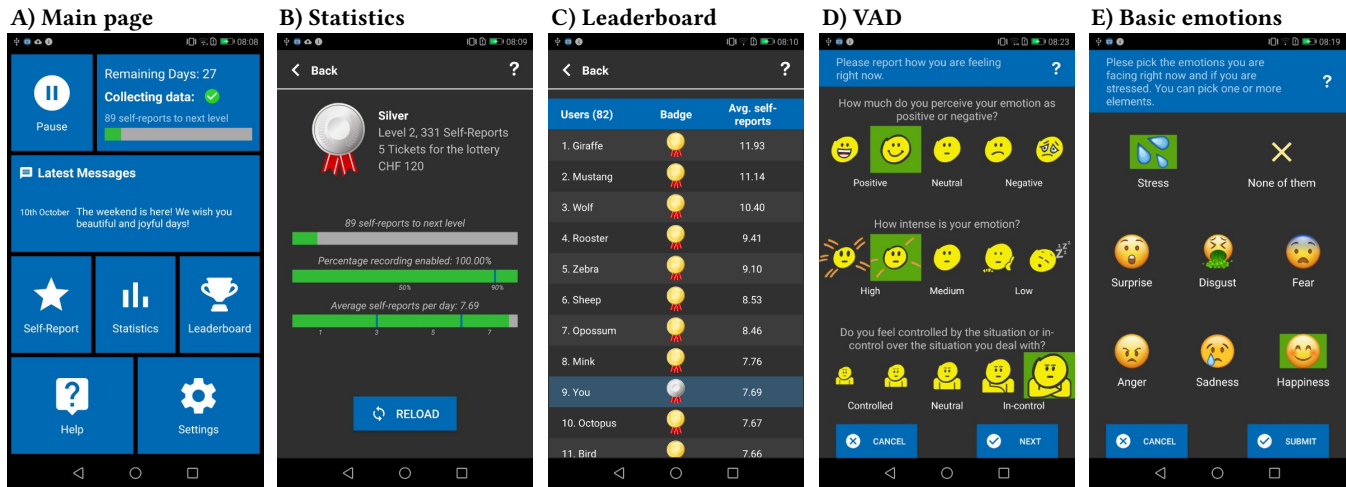 A) Main page
08:08
Pause
Remaining Days: 27
Collecting data:
89 self-reports to next level
Latest Messages
10th October The weekend is here! We wish you
beautiful and joyful days!
Self-Report
Statistics
Leaderboard
Help
Settings
B) Statistics
08:09
Back ?
Silver
Level 2, 331 Self-Reports
5 Tickets for the lottery
CHF 120
89 self-reports to next level
Percentage recording enabled: 100.00%
50% 90%
Average self-reports per day: 7.69
1 3 5 7
RELOAD
C) Leaderboard
08:10
Back ?
Users (82) Badge Avg. self-
reports
1. Giraffe 11.93
2. Mustang 11.14
3. Wolf 10.40
4. Rooster 9.41
5. Zebra 9.10
6. Sheep 8.53
7. Opossum 8.46
8. Mink 7.76
9. You 7.69
10. Octopus 7.67
11. Bird 7.66
D) VAD
08:23
Please report how you are feeling
right now.
?
How much do you perceive your emotion as
positive or negative?
Positive Neutral Negative
How intense is your emotion?
High Medium Low
Do you feel controlled by the situation or in-
control over the situation you deal with?
Controlled Neutral In-control
CANCEL NEXT
E) Basic emotions
08:19
Plese pick the emotions you are
facing right now and if you are
stressed. You can pick one or more
elements.
?
Stress None of them
Surprise Disgust Fear
Anger Sadness Happiness
CANCEL SUBMIT